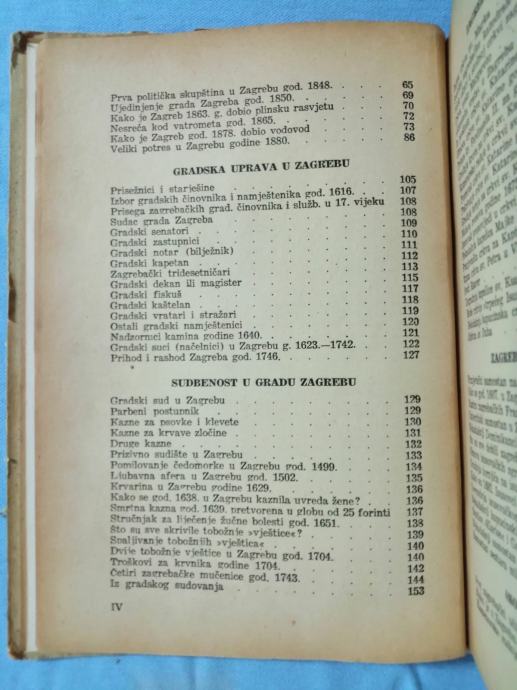 Prva politička skupština u Zagrebu god. 1848. . . . 65
Ujedinjenje grada Zagreba god. 1850. . . . . 69
Kako je Zagreb 1863. g. dobio plinsku rasvjetu . . . 70
Nesreća kod vatrometa god. 1865. . . . . 72
Kako je Zagreb god. 1878. dobio vodovod . . . 73
Veliki potres u Zagrebu godine 1880. . . . . 86
GRADSKA UPRAVA U ZAGREBU
Prisežnici i starješine . . . . . . 105
Izbor gradskih činovnika i namještenika god. 1616. . . 107
Prisega zagrebačkih grad. činovnika i služb. u 17. vijeku 108
Sudac grada Zagreba . . . . . . 109
Gradski senatori . . . . . . . 110
Gradski zastupnici . . . . . . . 111
Gradski notar (bilježnik) . . . . . . 111
Gradski kapetan . . . . . . . 112
Zagrebački tridesetničari . . . . . . 113
Gradski dekan ili magister . . . . . . 115
Gradski fiskuš . . . . . . . 117
Gradski kaštelan . . . . . . . 118
Gradski vratari i stražari . . . . . . 119
Ostali gradski namještenici . . . . . . 120
Nadzornci kamina godine 1640. . . . . . 121
Gradski suci (načelnici) u Zagrebu g. 1623.—1742. . . 122
Prihod i rashod Zagreba god. 1746. . . . . 127
SUDBENOST U GRADU ZAGREBU
Gradski sud u Zagrebu . . . . . . 129
Parbeni postunnik . . . . . . . 129
Kazne za psovke i klevete . . . . . . 130
Kazne za krvave zločine . . . . . . 131
Druge kazne . . . . . . . 132
Prizivno sudište u Zagrebu . . . . . . 133
Pomilovanje čedomorke u Zagrebu god. 1499. . . . 134
Ljubavna afera u Zagrebu god. 1502. . . . . 135
Krvarina u Zagrebu godine 1629. . . . . . 136
Kako se god. 1638. u Zagrebu kaznila uvreda žene? . . 136
Smrtna kazna god. 1639. pretvorena u globu od 25 forinti 137
Stručnjak za liječenje žučne bolesti god. 1651. . . . 138
Što su sve skrivile tobožnje »vještice«? . . . . 139
Spaljivanje tobožnjih »vještica« . . . . . 140
Dvije tobožnje vještice u Zagrebu god. 1704. . . . 140
Troškovi za krvnika godine 1704. . . . . . 142
Četiri zagrebačke mučenice god. 1743. . . . . 144
Iz gradskog sudovanja . . . . . . 153
IV